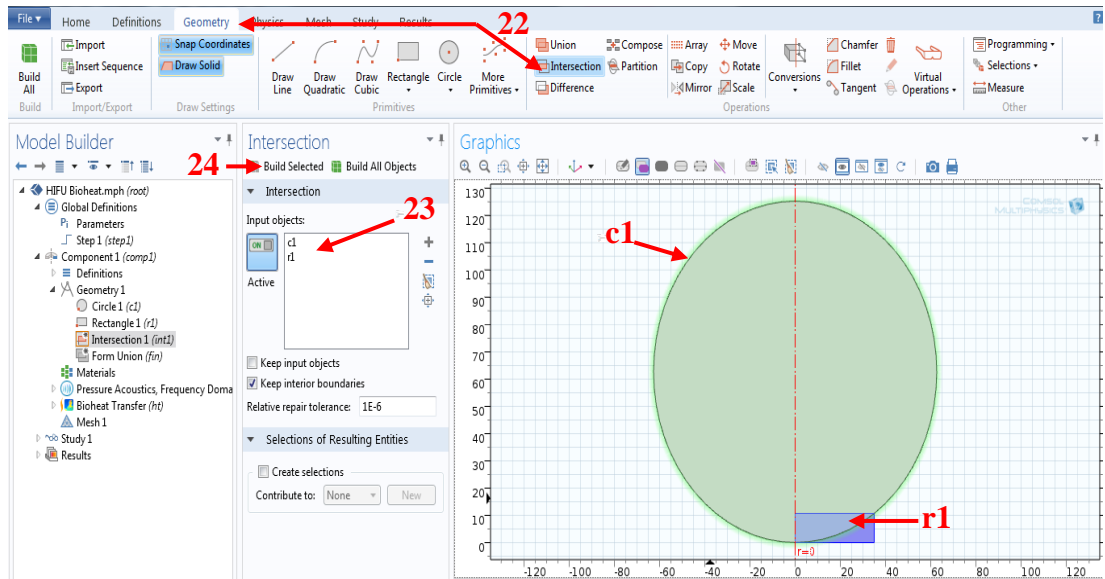 File ▾ Home Definitions Geometry Physics Mesh Study Results ?
22
Build All
Import
Insert Sequence
Export
Snap Coordinates
Draw Solid
Draw Line
Draw Quadratic
Draw Cubic
Rectangle
Circle
More Primitives ▾
Union
Intersection
Difference
Compose
Partition
Array
Copy
Mirror
Move
Rotate
Scale
Conversions
Chamfer
Fillet
Tangent
Virtual Operations ▾
Programming ▾
Selections ▾
Measure
Build Import/Export Draw Settings Primitives Operations Other
Model Builder
HIFU Bioheat.mph (root)
Global Definitions
Pi Parameters
Step 1 (step1)
Component 1 (comp1)
Definitions
Geometry 1
Circle 1 (c1)
Rectangle 1 (r1)
Intersection 1 (int1)
Form Union (fin)
Materials
Pressure Acoustics, Frequency Doma
Bioheat Transfer (ht)
Mesh 1
Study 1
Results
Intersection
24
Build Selected Build All Objects
Intersection
23
Input objects:
ON
Active
c1
r1
Keep input objects
Keep interior boundaries
Relative repair tolerance: 1E-6
Selections of Resulting Entities
Create selections
Contribute to: None New
Graphics
COMSOL
MULTIPHYSICS
130
120
110
100
90
80
70
60
50
40
30
20
10
0
c1
r1
r=0
-120 -100 -80 -60 -40 -20 0 20 40 60 80 100 120